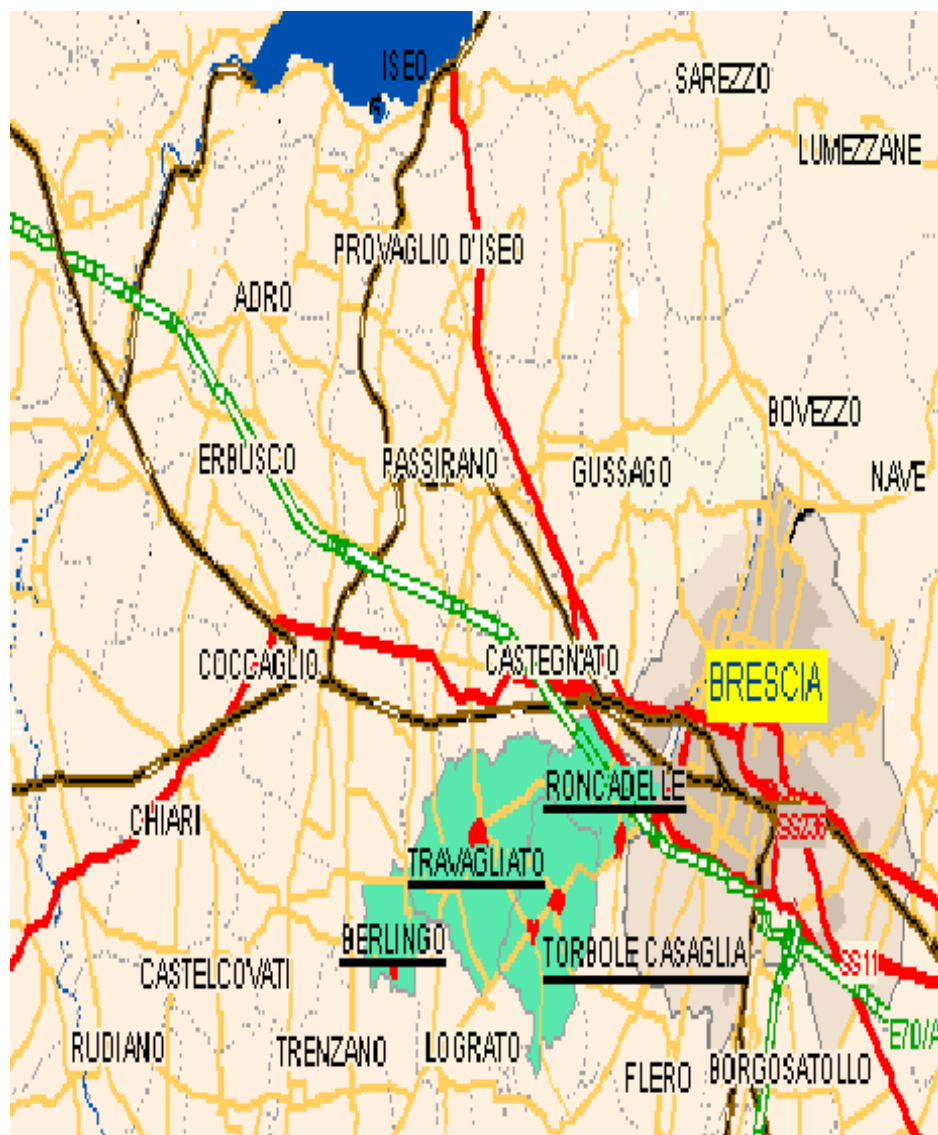 ISEO
SAREZZO
LUMEZZANE
PROVAGLIO D'ISEO
ADRO
BOVEZZO
ERBUSCO
PASSIRANO
GUSSAGO
NAVE
COCCAGLIO
CASTEGNATO
BRESCIA
RONCADELLE
CHIARI
TRAVAGLIATO
BERLINGO
TORBOLE CASAGLIA
SS11
CASTELCOVATI
E70/A
RUDIANO
TRENZANO
LOGRATO
FLERO
BORGOSATOLLO